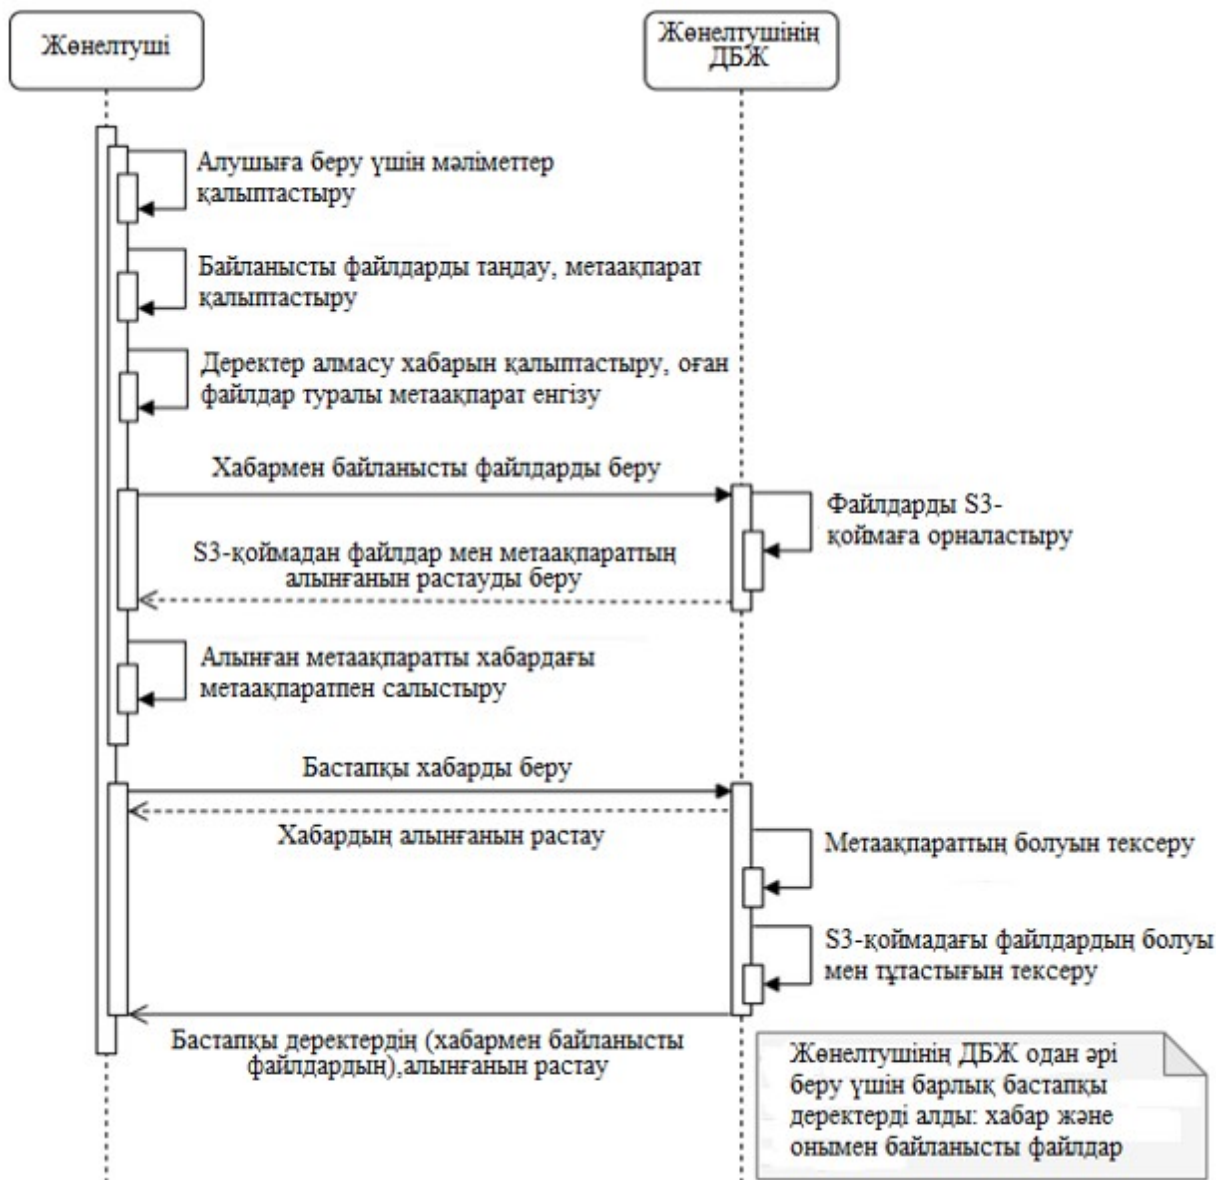 Жөнелтуші
Жөнелтушінің
ДБЖ
Алушыға беру үшін мәліметтер
қалыптастыру
Байланысты файлдарды таңдау, метаақпарат
қалыптастыру
Деректер алмасу хабарын қалыптастыру, оған
файлдар туралы метаақпарат енгізу
Хабармен байланысты файлдарды беру
Файлдарды S3-
қоймаға орналастыру
S3-қоймадан файлдар мен метаақпараттың
алынғанын растауды беру
Алынған метаақпаратты хабардағы
метаақпаратпен салыстыру
Бастапқы хабарды беру
Хабардың алынғанын растау
Метаақпараттың болуын тексеру
S3-қоймадағы файлдардың болуы
мен тұтастығын тексеру
Бастапқы деректердің (хабармен байланысты
файлдардың),алынғанын растау
Жөнелтушінің ДБЖ одан әрі
беру үшін барлық бастапқы
деректерді алды: хабар және
онымен байланысты файлдар